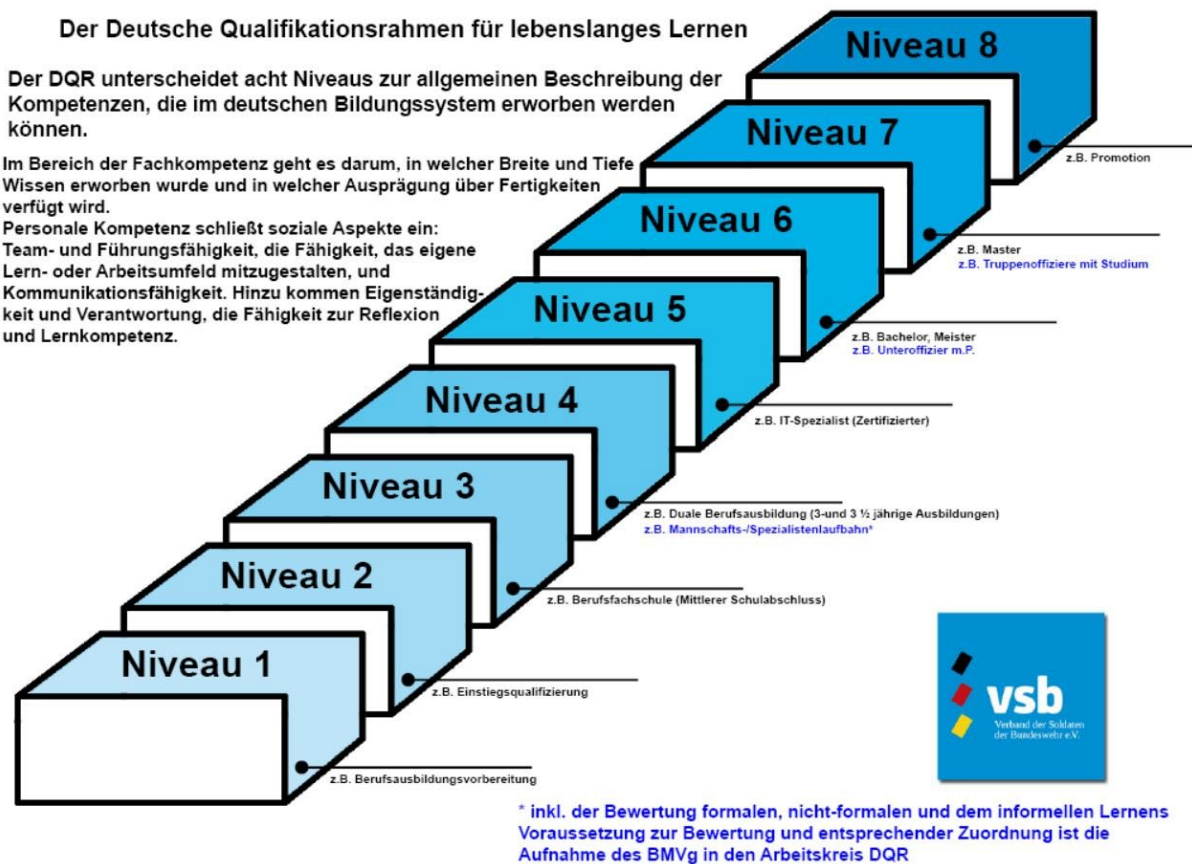 Der Deutsche Qualifikationsrahmen für lebenslanges Lernen
Der DQR unterscheidet acht Niveaus zur allgemeinen Beschreibung der
Kompetenzen, die im deutschen Bildungssystem erworben werden
können.
Im Bereich der Fachkompetenz geht es darum, in welcher Breite und Tiefe
Wissen erworben wurde und in welcher Ausprägung über Fertigkeiten
verfügt wird.
Personale Kompetenz schließt soziale Aspekte ein:
Team- und Führungsfähigkeit, die Fähigkeit, das eigene
Lern- oder Arbeitsumfeld mitzugestalten, und
Kommunikationsfähigkeit. Hinzu kommen Eigenständig-
keit und Verantwortung, die Fähigkeit zur Reflexion
und Lernkompetenz.
Niveau 8
z.B. Promotion
Niveau 7
z.B. Master
z.B. Truppenoffiziere mit Studium
Niveau 6
z.B. Bachelor, Meister
z.B. Unteroffizier m.P.
Niveau 5
z.B. IT-Spezialist (Zertifizierter)
Niveau 4
z.B. Duale Berufsausbildung (3-und 3 ½ jährige Ausbildungen)
z.B. Mannschafts-/Spezialistenlaufbahn*
Niveau 3
z.B. Berufsfachschule (Mittlerer Schulabschluss)
Niveau 2
z.B. Einstiegsqualifizierung
Niveau 1
z.B. Berufsausbildungsvorbereitung
vsb
Verband der Soldaten
der Bundeswehr e.V.
* inkl. der Bewertung formalen, nicht-formalen und dem informellen Lernens
Voraussetzung zur Bewertung und entsprechender Zuordnung ist die
Aufnahme des BMVg in den Arbeitskreis DQR